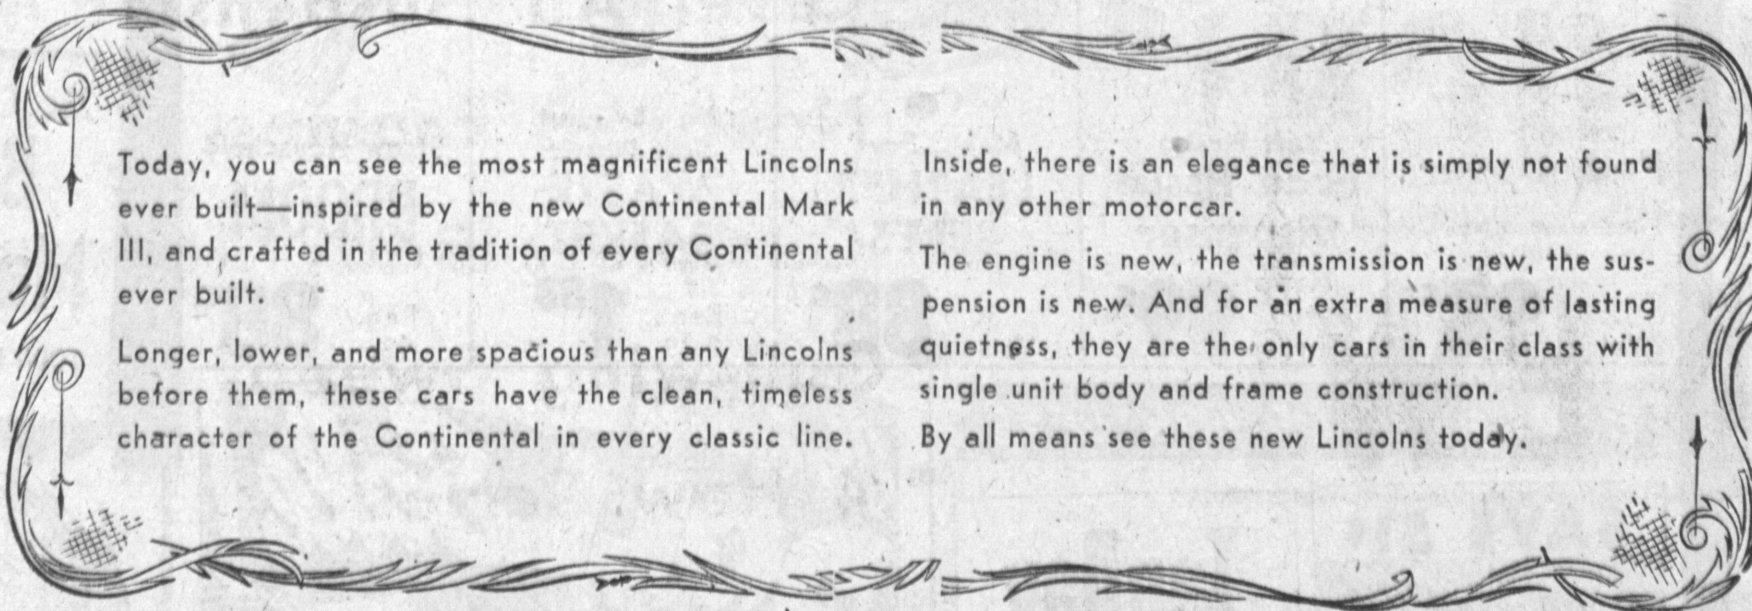 Today, you can see the most magnificent Lincolns
ever built—inspired by the new Continental Mark
III, and crafted in the tradition of every Continental
ever built.
Longer, lower, and more spacious than any Lincolns
before them, these cars have the clean, timeless
character of the Continental in every classic line.
Inside, there is an elegance that is simply not found
in any other motorcar.
The engine is new, the transmission is new, the sus-
pension is new. And for an extra measure of lasting
quietness, they are the only cars in their class with
single unit body and frame construction.
By all means see these new Lincolns today.